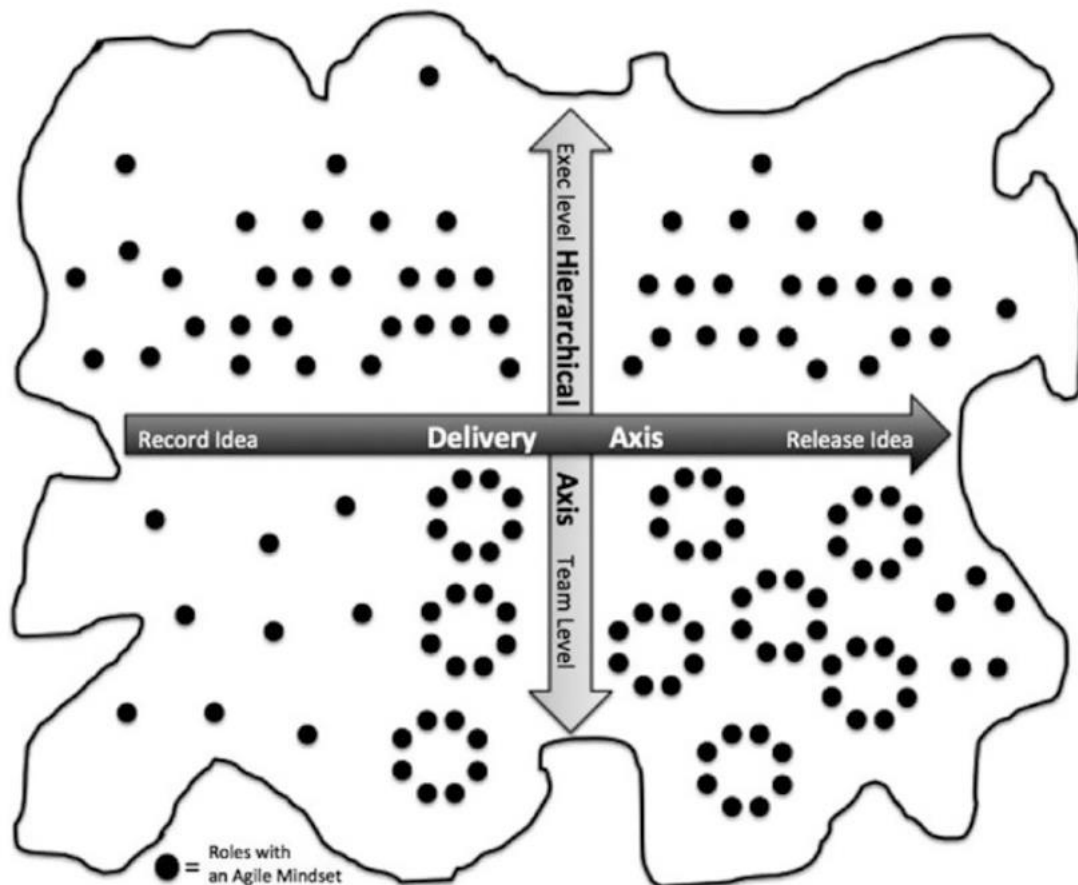 Exec level Hierarchical Axis Team Level
Record Idea Delivery Axis Release Idea
= Roles with
an Agile Mindset